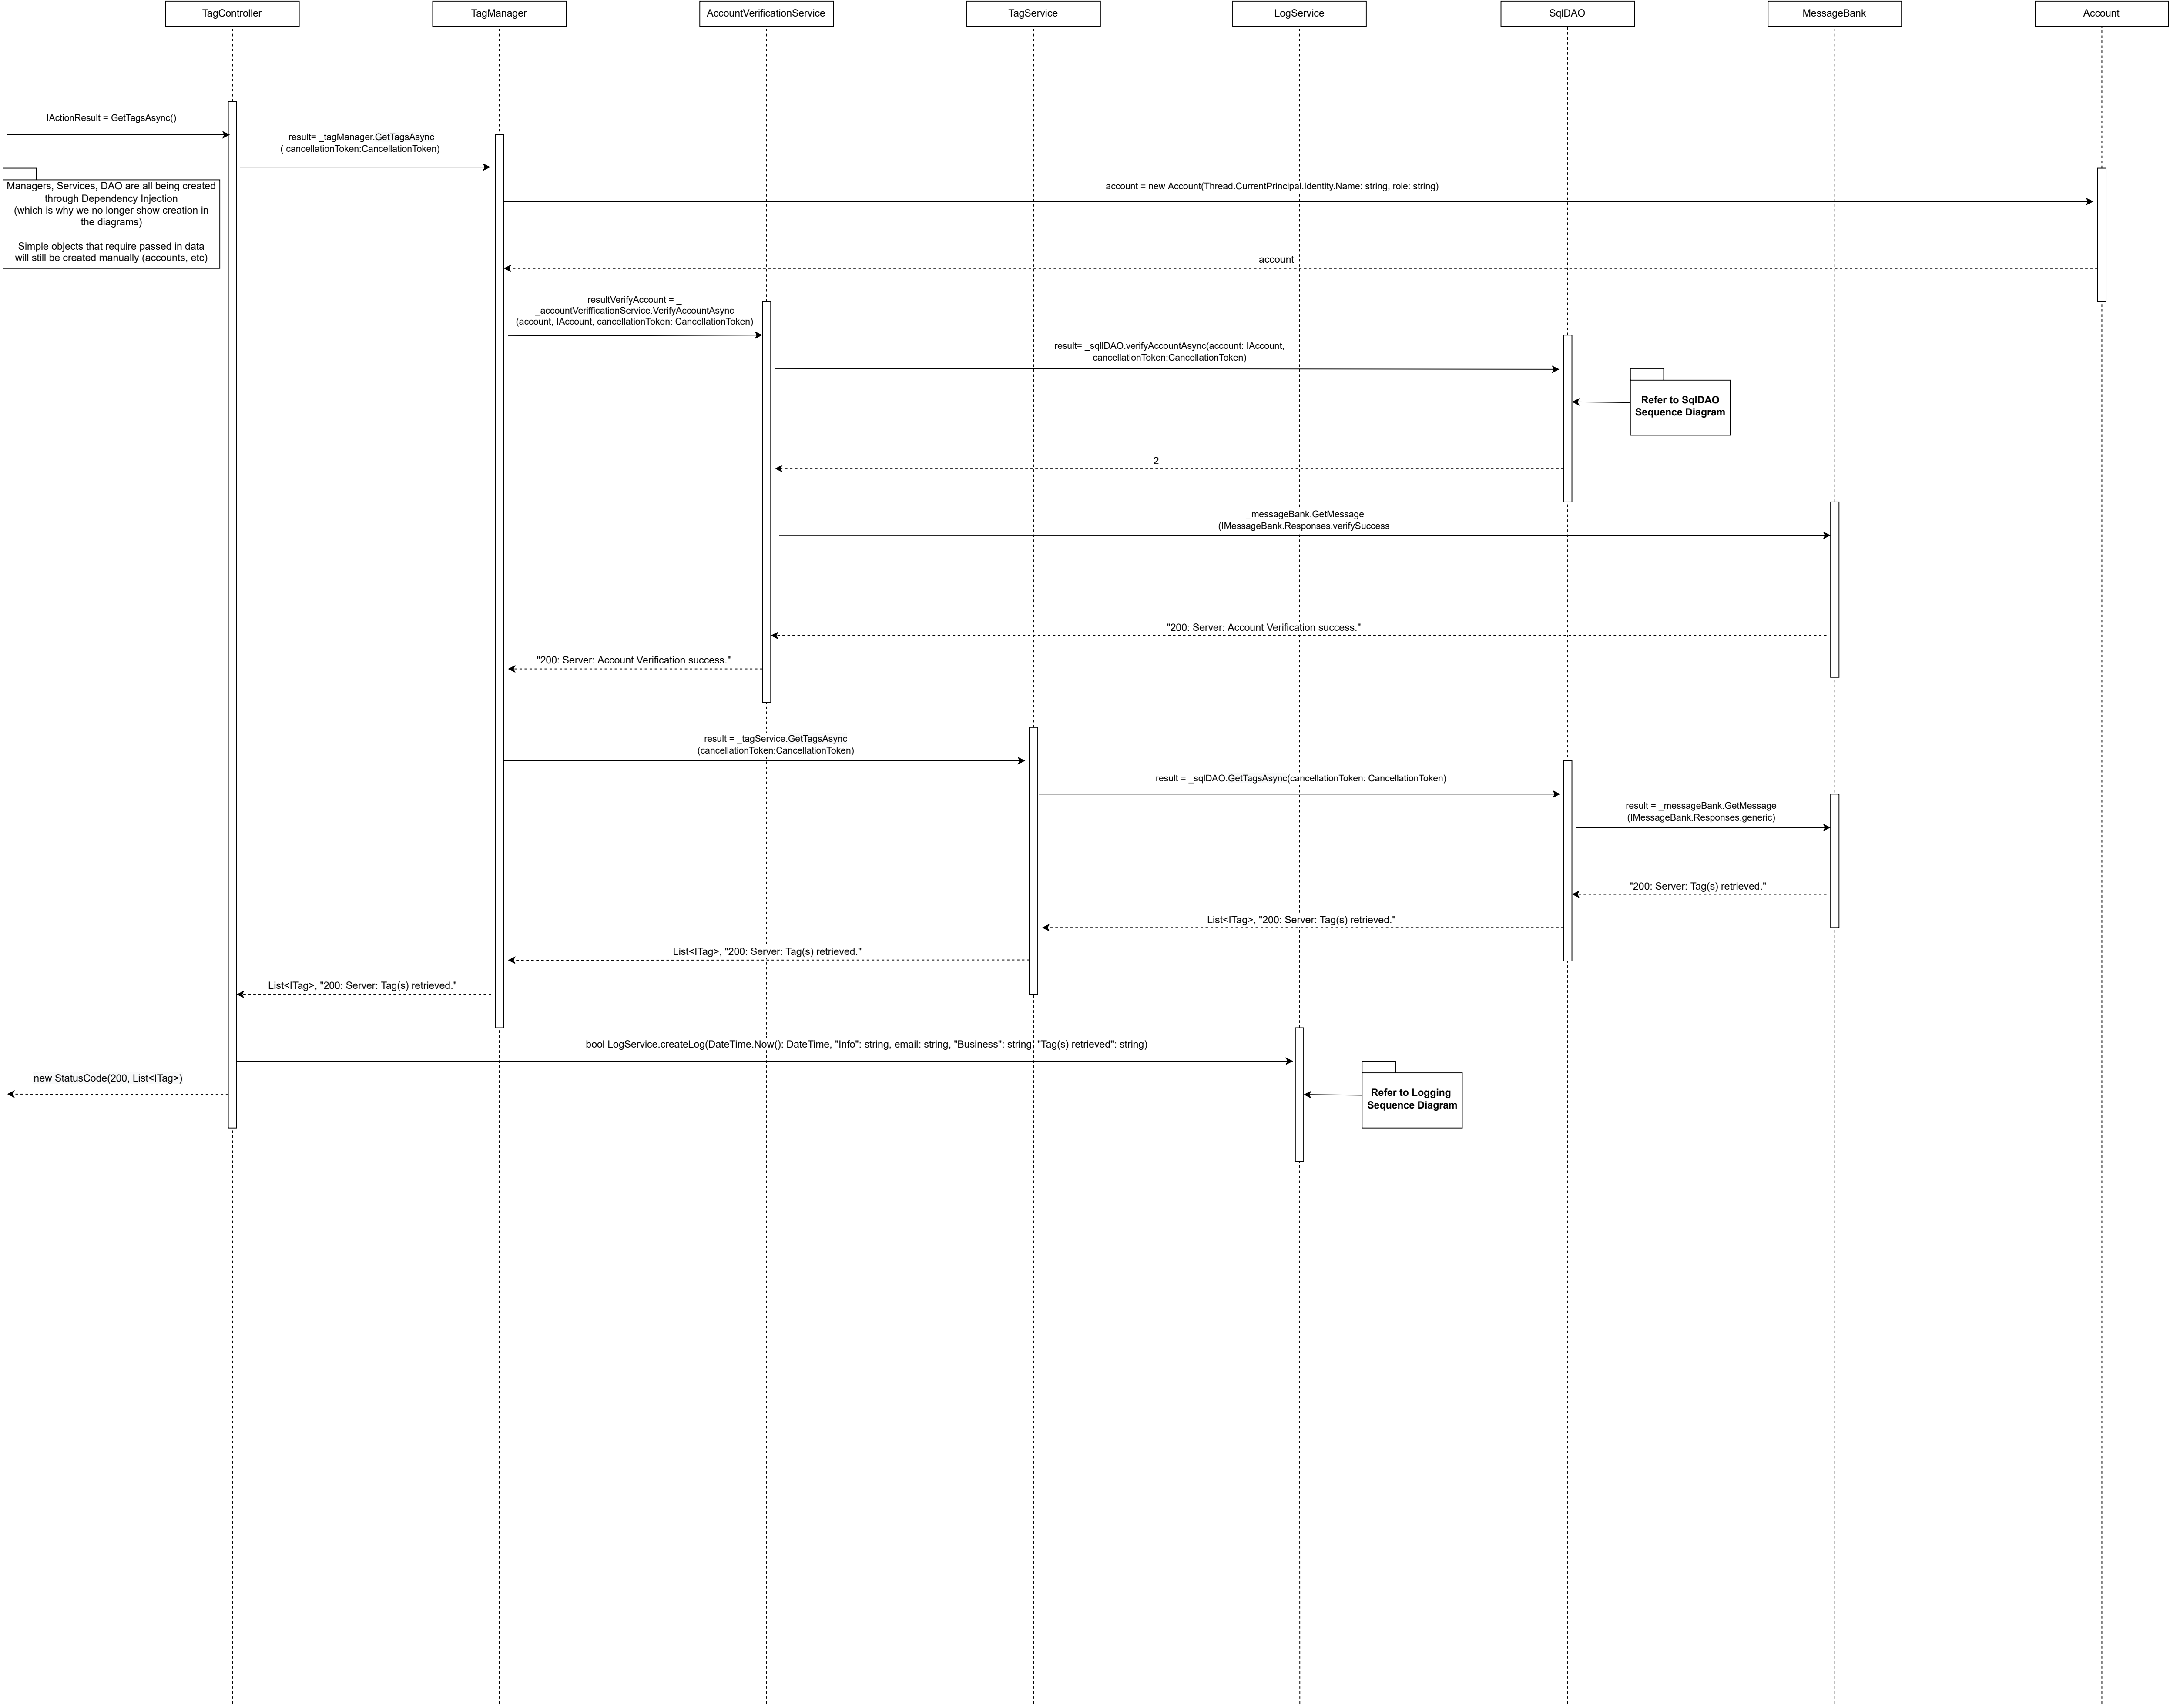 TagController
TagManager
AccountVerificationService
TagService
LogService
SqlDAO
MessageBank
Account
IActionResult = GetTagsAsync()
result= _tagManager.GetTagsAsync
( cancellationToken:CancellationToken)
Managers, Services, DAO are all being created
through Dependency Injection
(which is why we no longer show creation in
the diagrams)
Simple objects that require passed in data
will still be created manually (accounts, etc)
account = new Account(Thread.CurrentPrincipal.Identity.Name: string, role: string)
account
resultVerifyAccount = _
_accountVeriffificationService.VerifyAccountAsync
(account, IAccount, cancellationToken: CancellationToken)
result= _sqllDAO.verifyAccountAsync(account: IAccount,
cancellationToken:CancellationToken)
Refer to SqlDAO
Sequence Diagram
2
_messageBank.GetMessage
(IMessageBank.Responses.verifySuccess
"200: Server: Account Verification success."
"200: Server: Account Verification success."
result = _tagService.GetTagsAsync
(cancellationToken:CancellationToken)
result = _sqlDAO.GetTagsAsync(cancellationToken: CancellationToken)
result = _messageBank.GetMessage
(IMessageBank.Responses.generic)
"200: Server: Tag(s) retrieved."
List<ITag>, "200: Server: Tag(s) retrieved."
List<ITag>, "200: Server: Tag(s) retrieved."
List<ITag>, "200: Server: Tag(s) retrieved."
bool LogService.createLog(DateTime.Now(): DateTime, "Info": string, email: string, "Business": string, "Tag(s) retrieved": string)
new StatusCode(200, List<ITag>)
Refer to Logging
Sequence Diagram